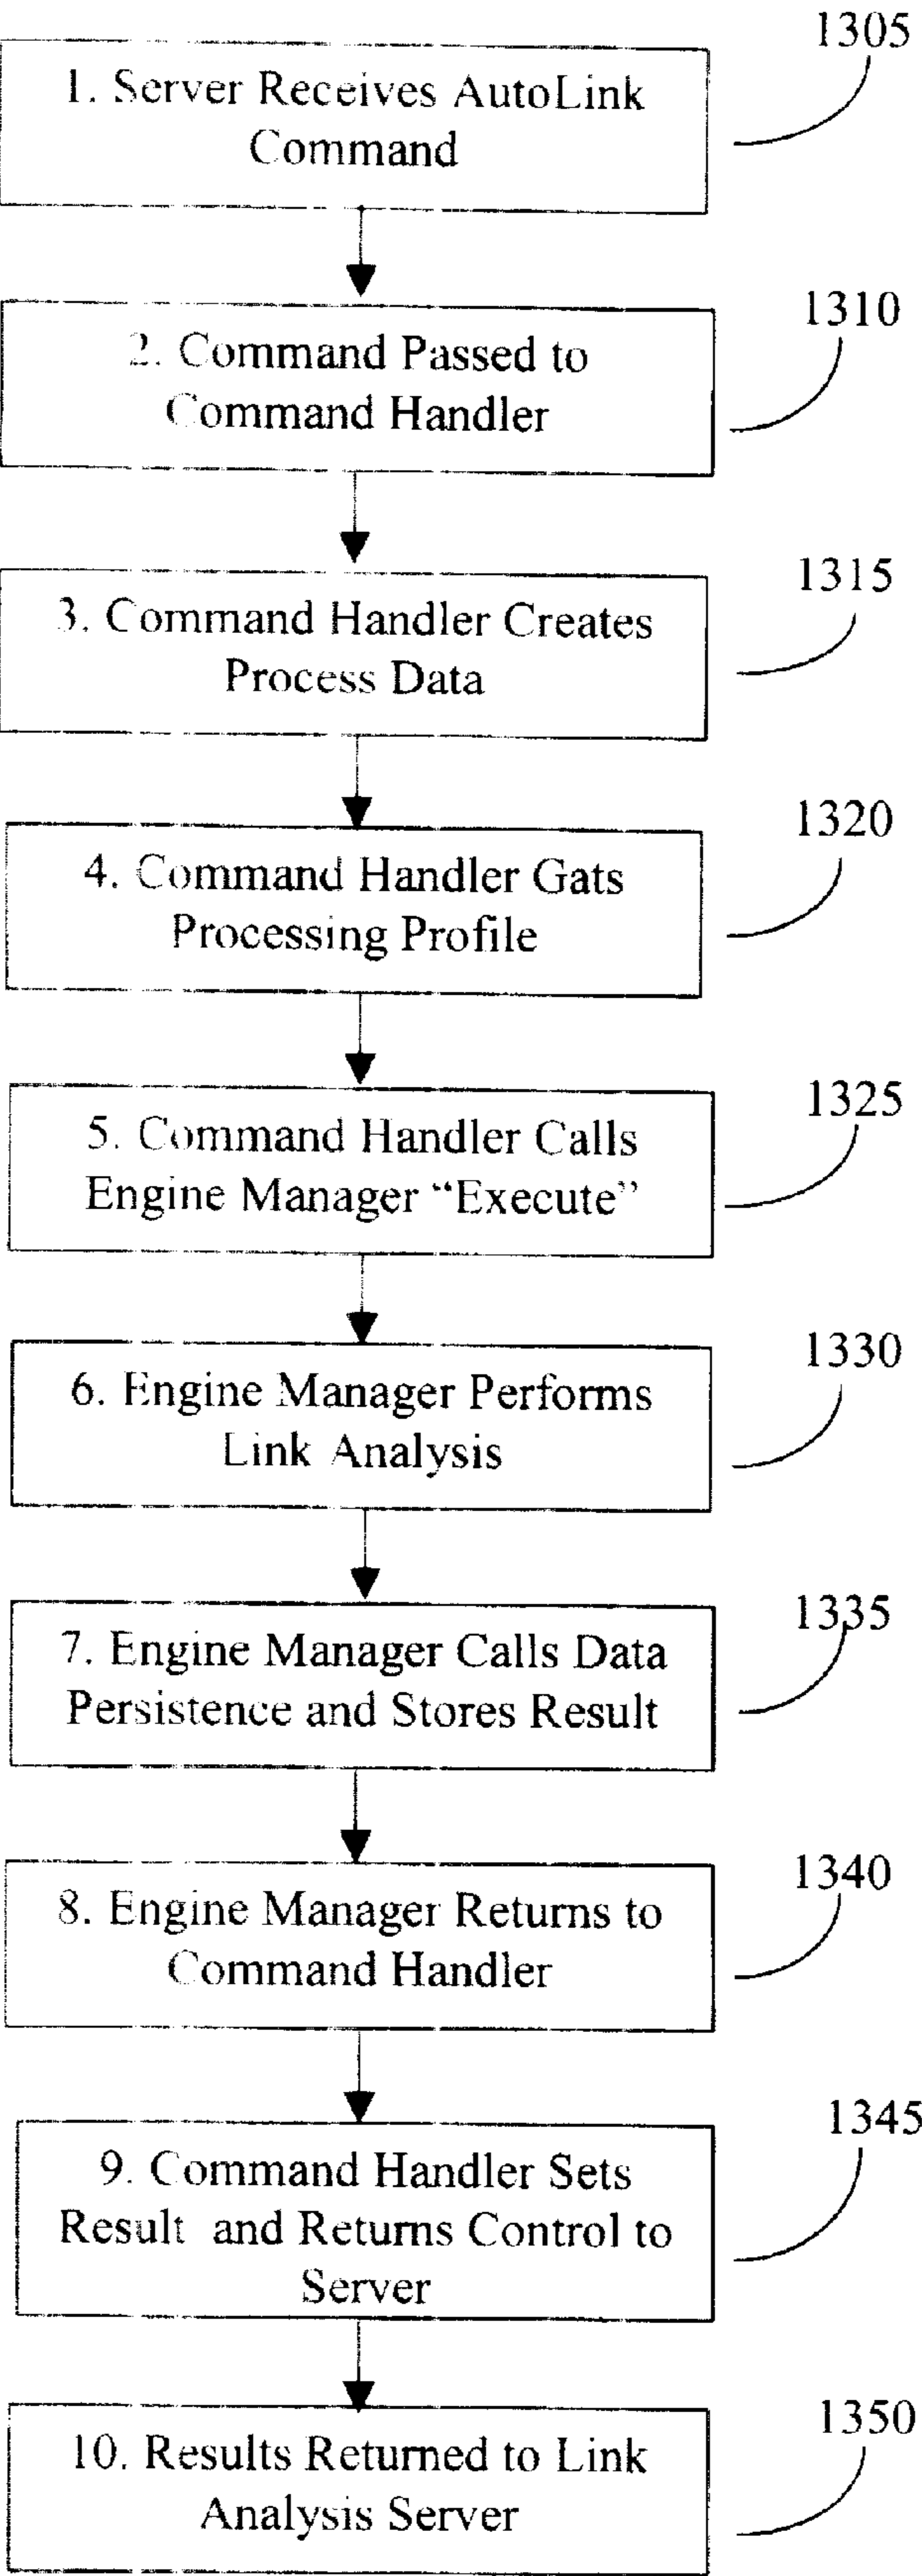 1305
1. Server Receives AutoLink
Command
1310
2. Command Passed to
Command Handler
1315
3. Command Handler Creates
Process Data
1320
4. Command Handler Gats
Processing Profile
1325
5. Command Handler Calls
Engine Manager “Execute”
1330
6. Engine Manager Performs
Link Analysis
1335
7. Engine Manager Calls Data
Persistence and Stores Result
1340
8. Engine Manager Returns to
Command Handler
1345
9. Command Handler Sets
Result and Returns Control to
Server
1350
10. Results Returned to Link
Analysis Server